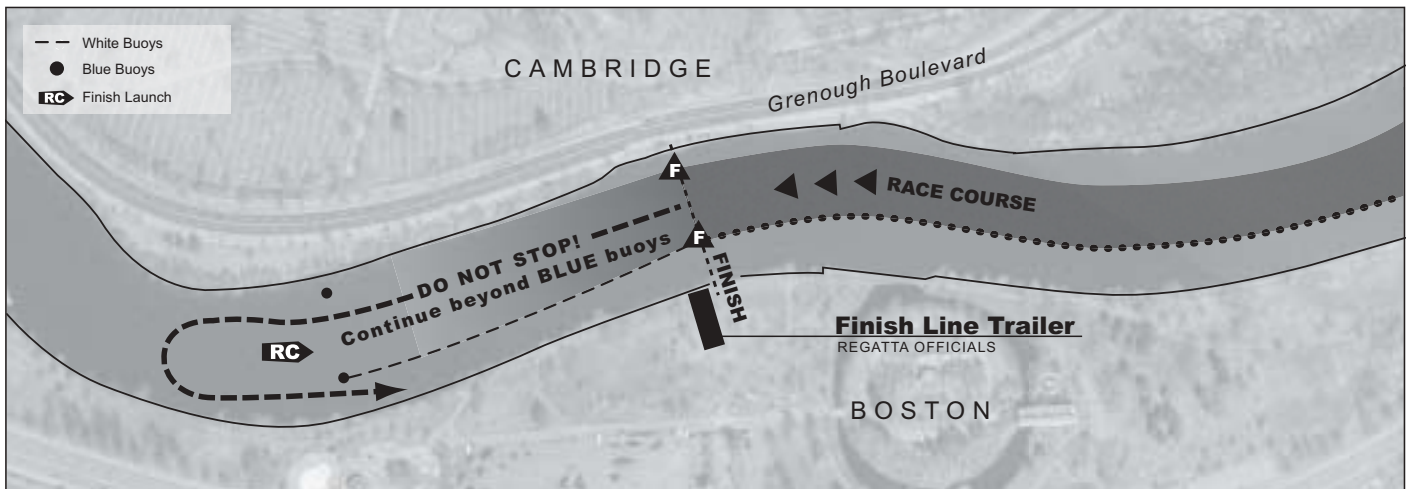 White Buoys
Blue Buoys
RC Finish Launch
CAMBRIDGE
Grenough Boulevard
F
RACE COURSE
DO NOT STOP!
Continue beyond BLUE buoys
F
FINISH
RC
Finish Line Trailer
REGATTA OFFICIALS
BOSTON